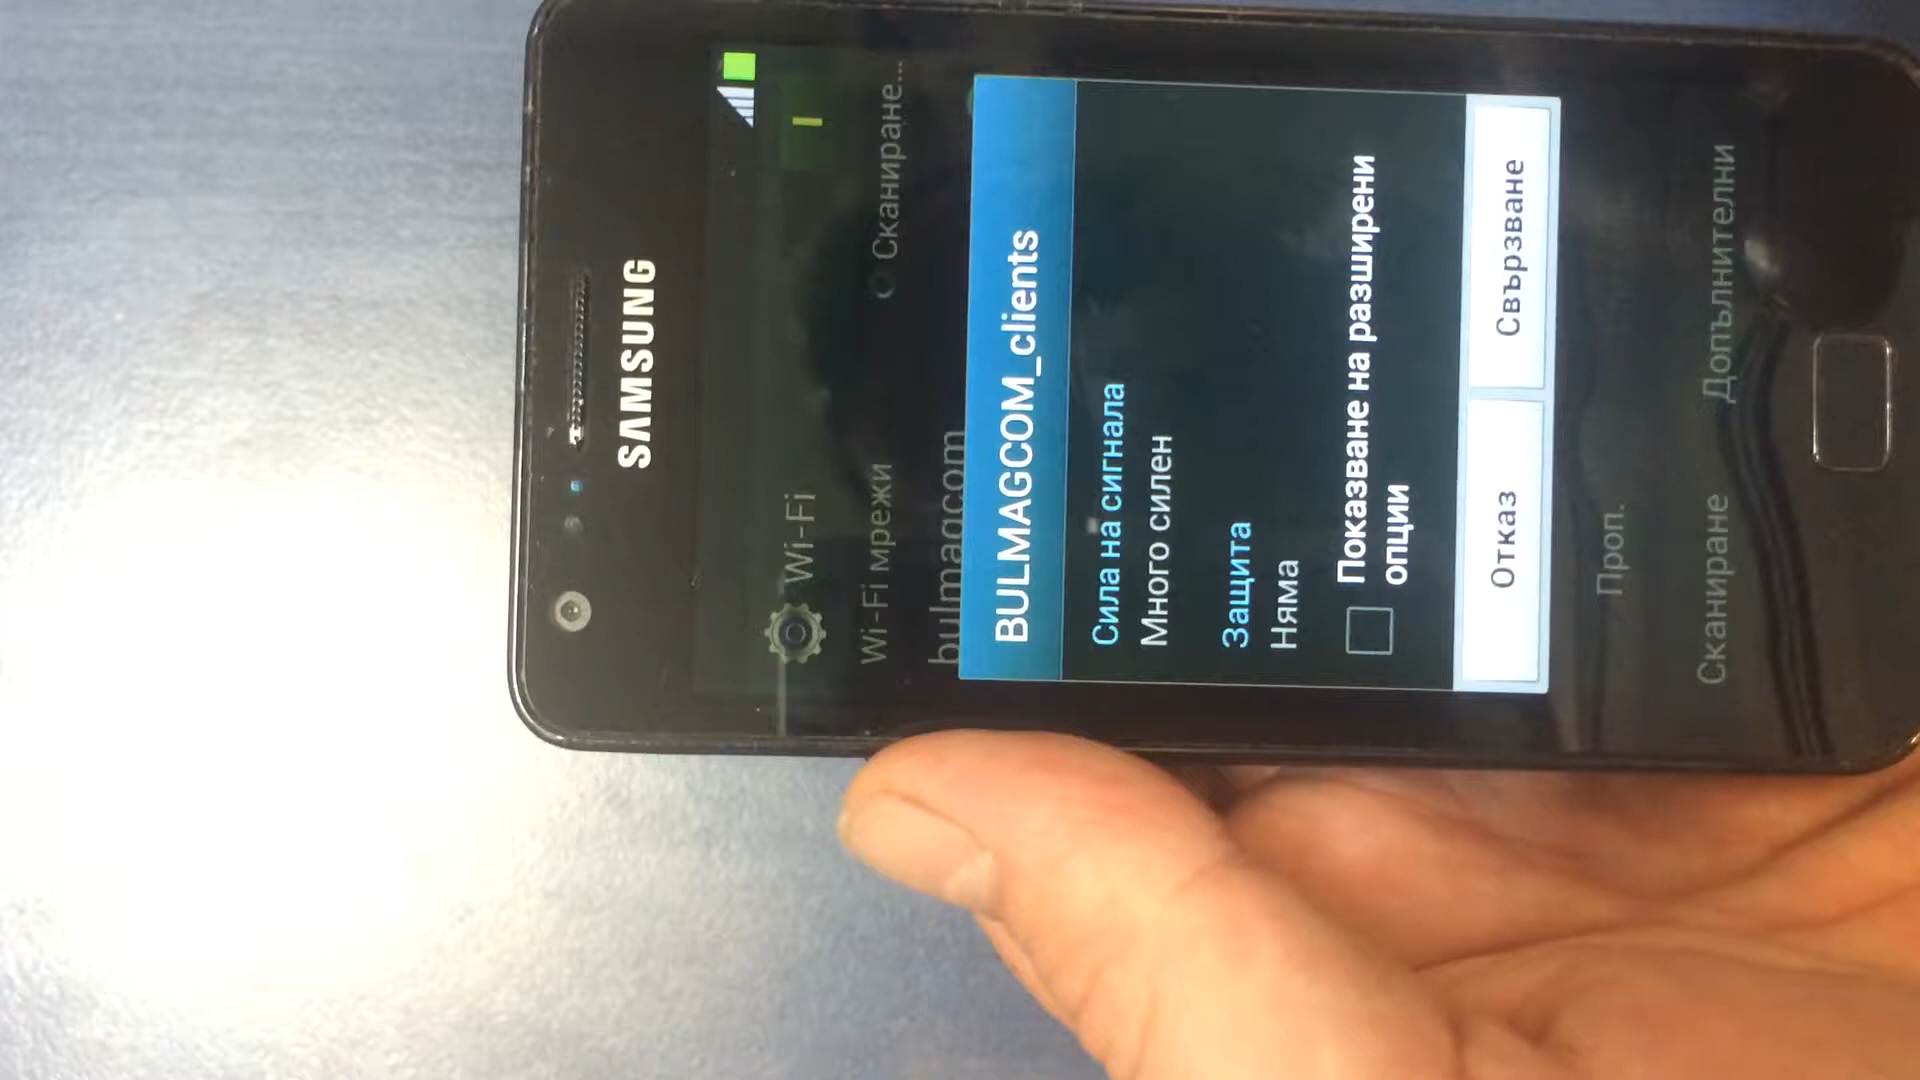 SAMSUNG
Wi-Fi
Wi-Fi мрежи
Сканиране...
bulmagcom
BULMAGCOM_clients
Сила на сигнала
Много силен
Защита
Няма
Показване на разширени
опции
Отказ
Свързване
Проп.
Сканиране
Допълнителни